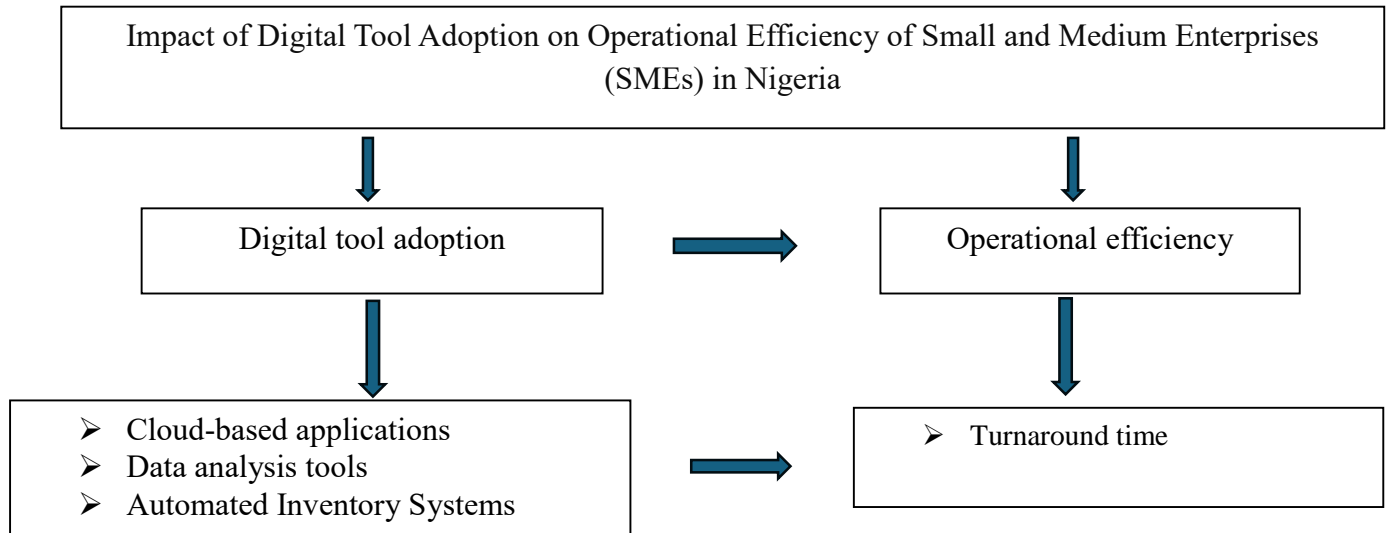 Impact of Digital Tool Adoption on Operational Efficiency of Small and Medium Enterprises
(SMEs) in Nigeria
Digital tool adoption
Operational efficiency
➢ Cloud-based applications
➢ Data analysis tools
➢ Automated Inventory Systems
➢ Turnaround time